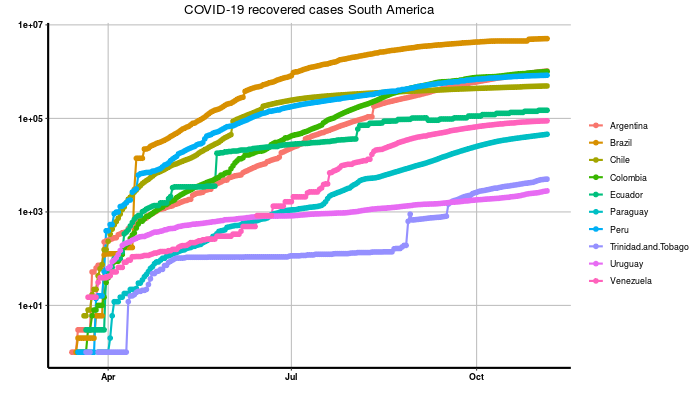 COVID-19 recovered cases South America
1e+07
1e+05
1e+03
1e+01
Apr
Jul
Oct
Argentina
Brazil
Chile
Colombia
Ecuador
Paraguay
Peru
Trinidad.and.Tobago
Uruguay
Venezuela